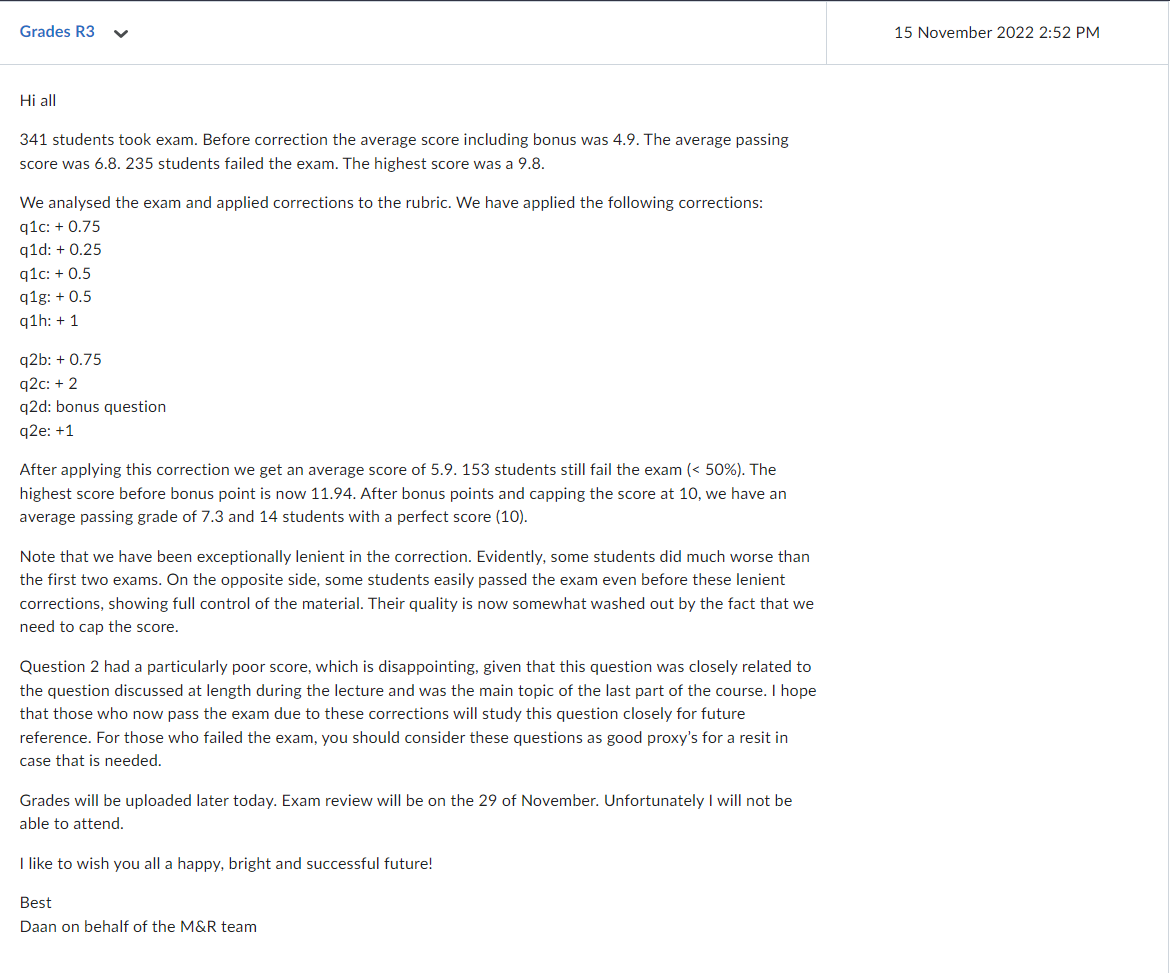 Grades R3
15 November 2022 2:52 PM
Hi all
341 students took exam. Before correction the average score including bonus was 4.9. The average passing
score was 6.8. 235 students failed the exam. The highest score was a 9.8.
We analysed the exam and applied corrections to the rubric. We have applied the following corrections:
q1c: + 0.75
q1d: + 0.25
q1c: + 0.5
q1g: + 0.5
q1h: + 1
q2b: + 0.75
q2c: + 2
q2d: bonus question
q2e: +1
After applying this correction we get an average score of 5.9. 153 students still fail the exam (< 50%). The
highest score before bonus point is now 11.94. After bonus points and capping the score at 10, we have an
average passing grade of 7.3 and 14 students with a perfect score (10).
Note that we have been exceptionally lenient in the correction. Evidently, some students did much worse than
the first two exams. On the opposite side, some students easily passed the exam even before these lenient
corrections, showing full control of the material. Their quality is now somewhat washed out by the fact that we
need to cap the score.
Question 2 had a particularly poor score, which is disappointing, given that this question was closely related to
the question discussed at length during the lecture and was the main topic of the last part of the course. I hope
that those who now pass the exam due to these corrections will study this question closely for future
reference. For those who failed the exam, you should consider these questions as good proxy's for a resit in
case that is needed.
Grades will be uploaded later today. Exam review will be on the 29 of November. Unfortunately I will not be
able to attend.
I like to wish you all a happy, bright and successful future!
Best
Daan on behalf of the M&R team